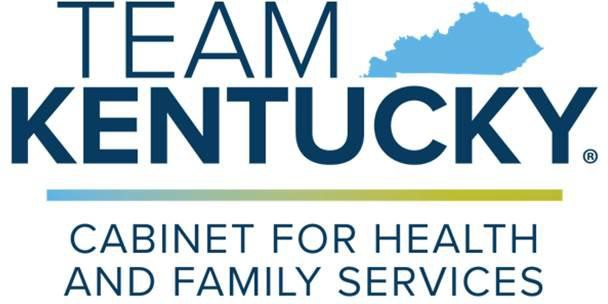 TEAM
KENTUCKY®
CABINET FOR HEALTH
AND FAMILY SERVICES